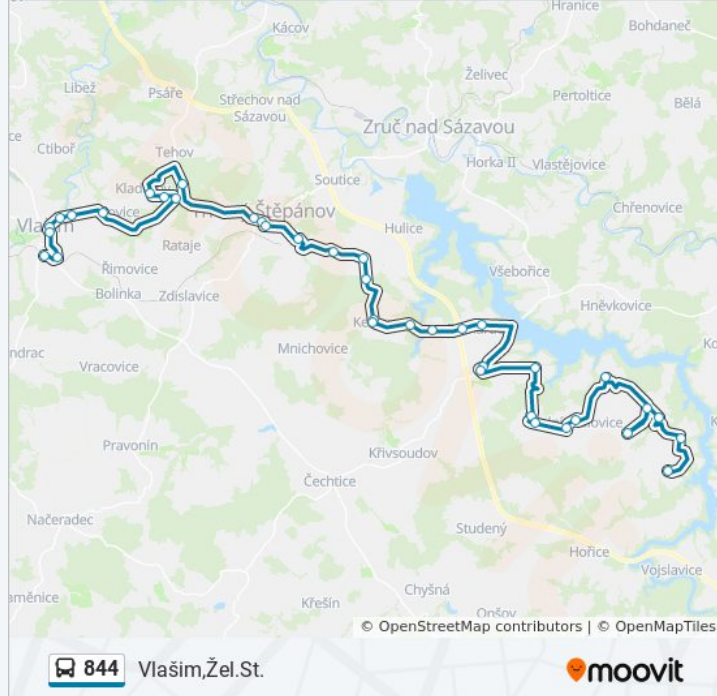 Hranice
Kácov
Bohdaneč
Želivec
Libež
Psáře
Pertoltice
Střechov nad
Sázavou
Bělá
Zruč nad Sázavou
Ctiboř
Tehov
Horka II
Vlastějovice
Soutice
Chřenovice
Štěpánov
Hulice
Rataje
Římovice
Všebořice
Bolinka
Zdislavice
Hněvkovice
Mnichovice
Vracovice
Křivsoudov
Pravonín
Čechtice
Načeradec
Studený
Hořice
Vojslavice
Chyšná
Křešín
Onšov
© OpenStreetMap contributors | © OpenMapTiles
844 Vlašim,Žel.St.
moovit